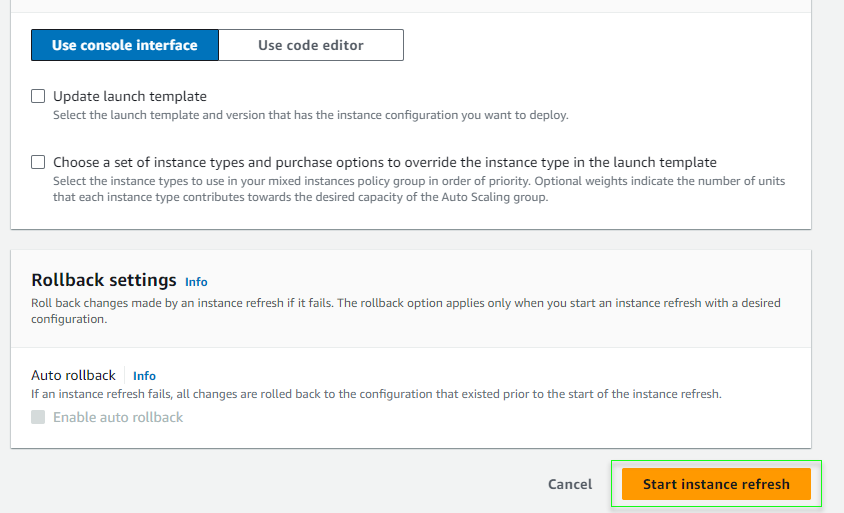 Use console interface
Use code editor
Update launch template
Select the launch template and version that has the instance configuration you want to deploy.
Choose a set of instance types and purchase options to override the instance type in the launch template
Select the instance types to use in your mixed instances policy group in order of priority. Optional weights indicate the number of units
that each instance type contributes towards the desired capacity of the Auto Scaling group.
Rollback settings Info
Roll back changes made by an instance refresh if it fails. The rollback option applies only when you start an instance refresh with a desired
configuration.
Auto rollback Info
If an instance refresh fails, all changes are rolled back to the configuration that existed prior to the start of the instance refresh.
Enable auto rollback
Cancel
Start instance refresh